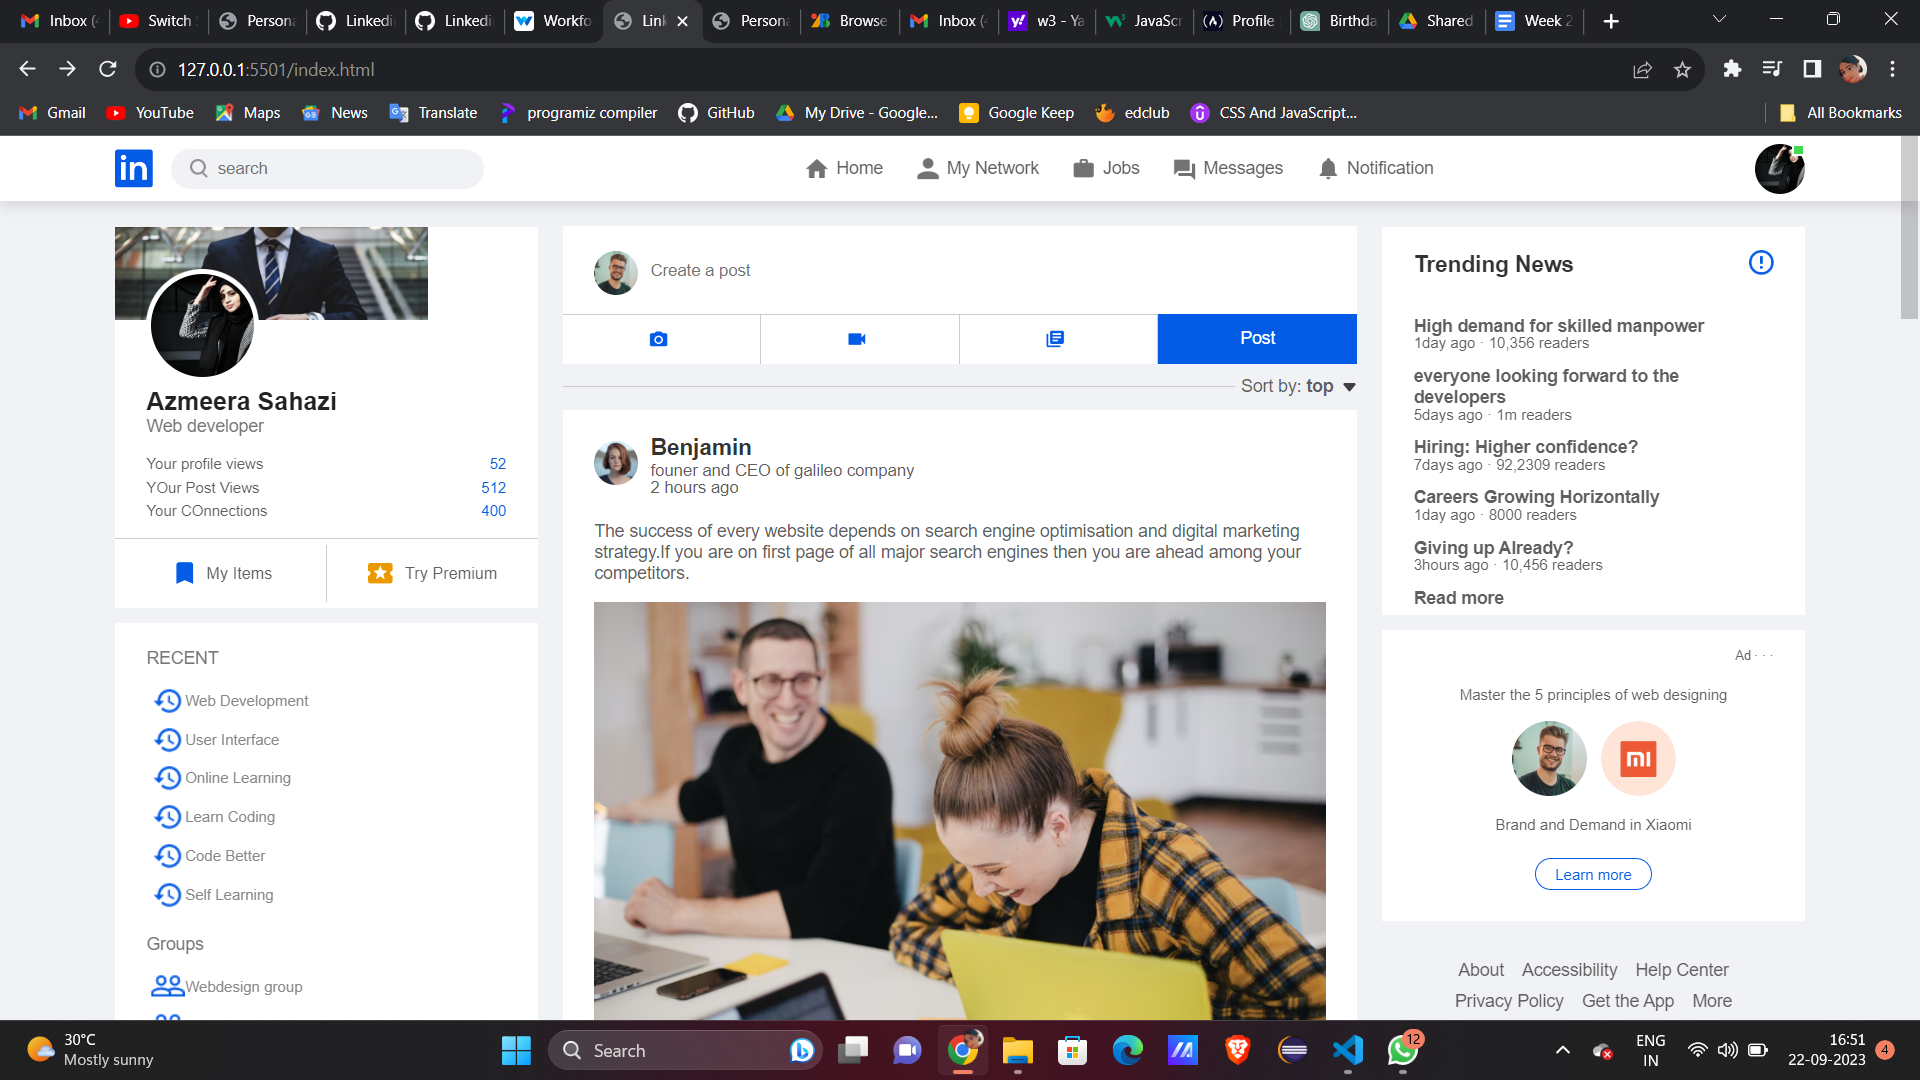 Inbox (4
Switch
Persona
Linkedi
Linkedi
Workfo
Link
Persona
Browse
Inbox (4
w3 - Ya
JavaScr
Profile
Birthda
Shared
Week 2
127.0.0.1:5501/index.html
Gmail
YouTube
Maps
News
Translate
programiz compiler
GitHub
My Drive - Google...
Google Keep
edclub
CSS And JavaScript...
All Bookmarks
in
search
Home
My Network
Jobs
Messages
Notification
Azmeera Sahazi
Web developer
Your profile views 52
YOur Post Views 512
Your COnnections 400
My Items
Try Premium
RECENT
Web Development
User Interface
Online Learning
Learn Coding
Code Better
Self Learning
Groups
Webdesign group
Create a post
Post
Sort by: top
Benjamin
founer and CEO of galileo company
2 hours ago
The success of every website depends on search engine optimisation and digital marketing
strategy.If you are on first page of all major search engines then you are ahead among your
competitors.
Trending News
High demand for skilled manpower
1day ago · 10,356 readers
everyone looking forward to the
developers
5days ago · 1m readers
Hiring: Higher confidence?
7days ago · 92,2309 readers
Careers Growing Horizontally
1day ago · 8000 readers
Giving up Already?
3hours ago · 10,456 readers
Read more
Ad · · ·
Master the 5 principles of web designing
mi
Brand and Demand in Xiaomi
Learn more
About Accessibility Help Center
Privacy Policy Get the App More
30°C
Mostly sunny
Search
12
ENG
IN
16:51
22-09-2023
4